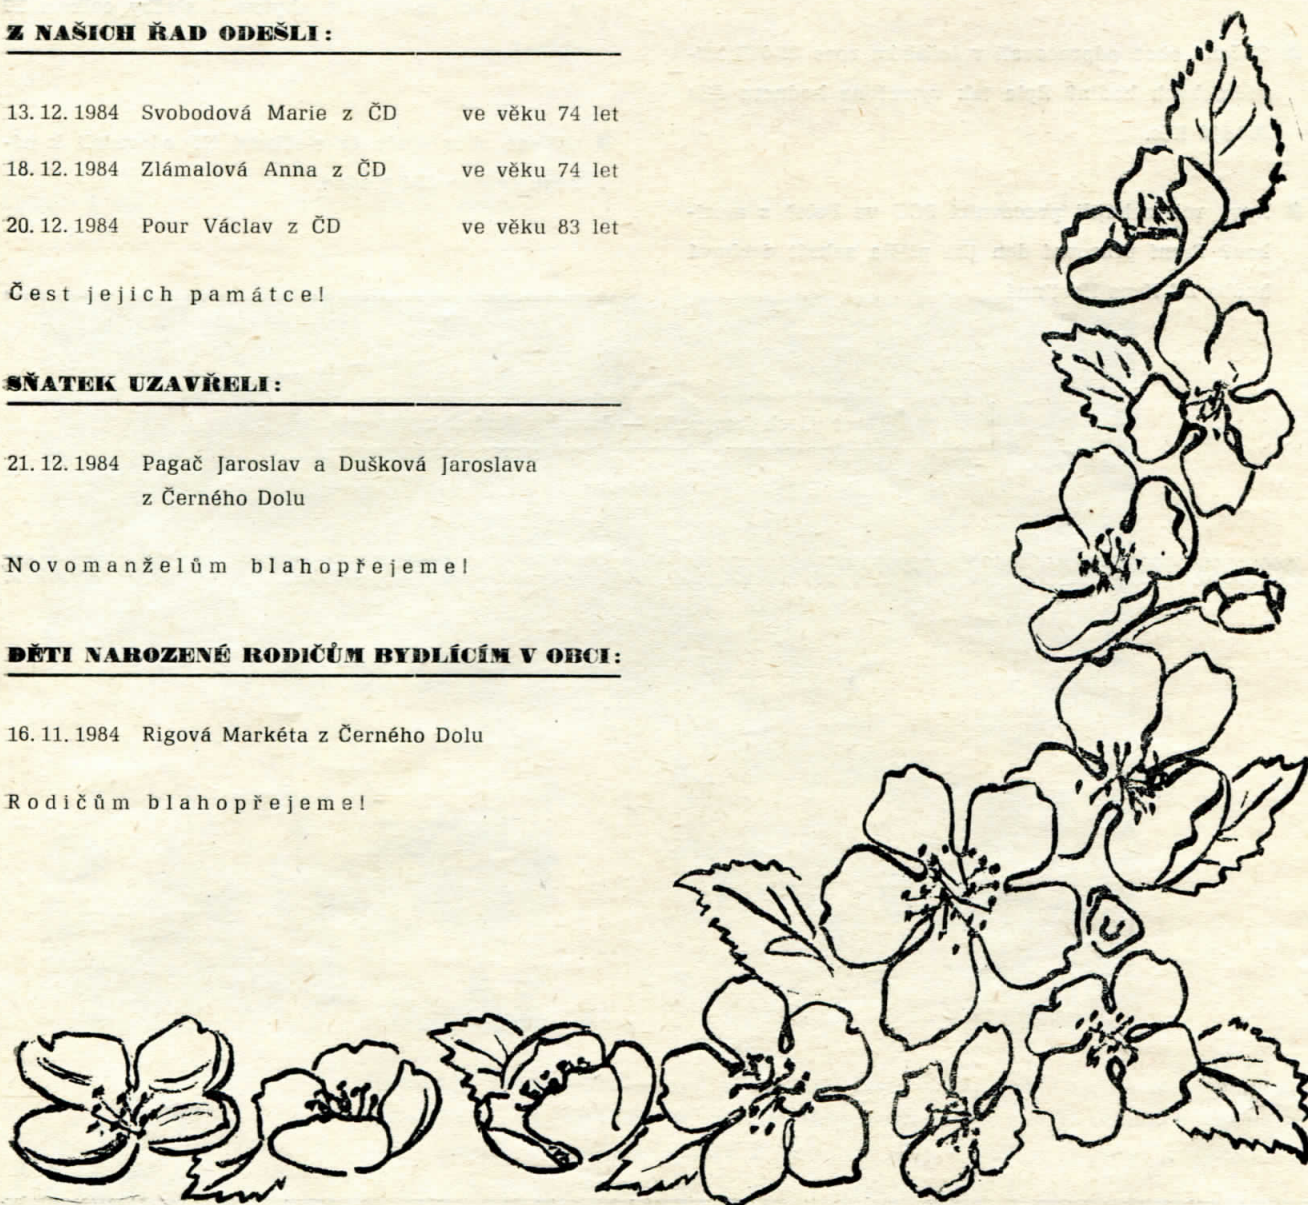 Z NAŠICH ŘAD ODEŠLI:
13. 12. 1984 Svobodová Marie z ČD ve věku 74 let
18. 12. 1984 Zlámalová Anna z ČD ve věku 74 let
20. 12. 1984 Pour Václav z ČD ve věku 83 let
Čest jejich památce!
SŇATEK UZAVŘELI:
21. 12. 1984 Pagač Jaroslav a Dušková Jaroslava
z Černého Dolu
Novomanželům blahopřejeme!
DĚTI NAROZENÉ RODIČŮM BYDLÍCÍM V OBCI:
16. 11. 1984 Rigová Markéta z Černého Dolu
Rodičům blahopřejeme!